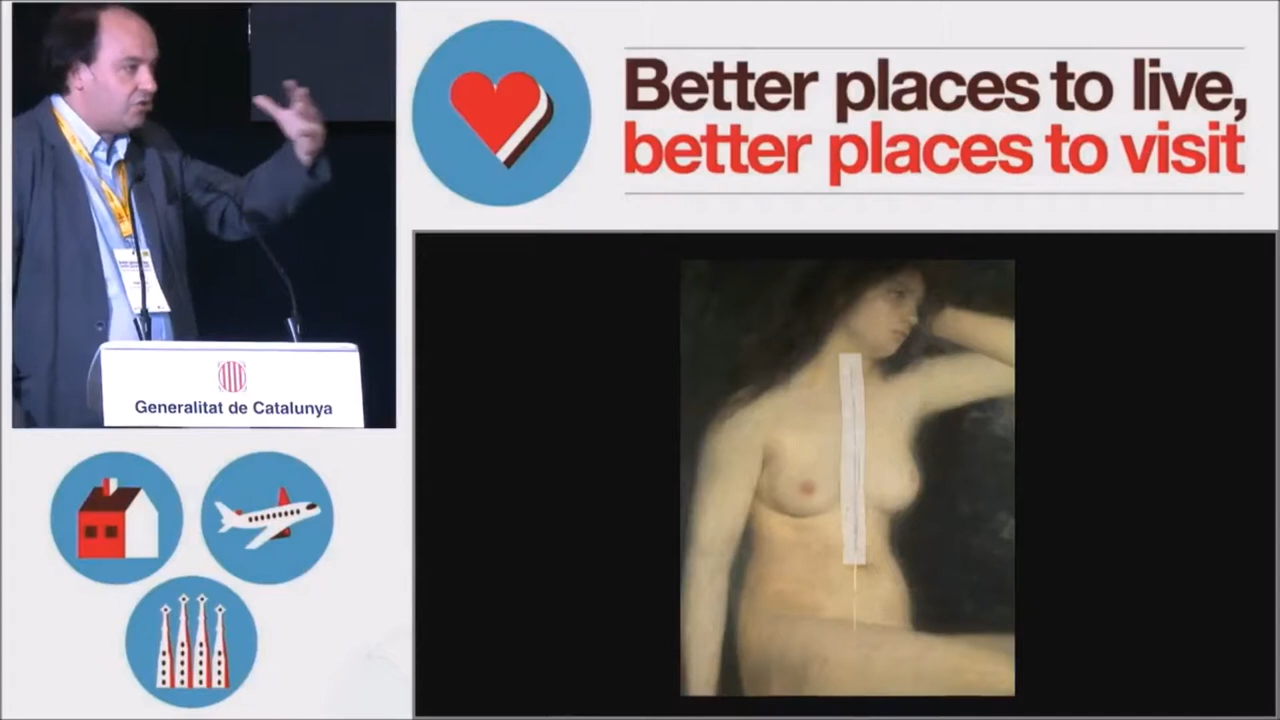 Better places to live,
better places to visit
Generalitat de Catalunya